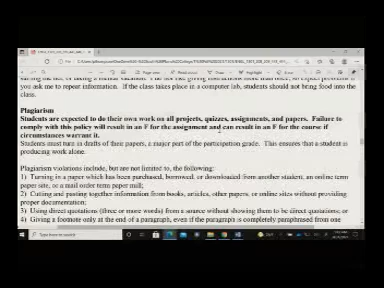 you ask me to repeat information. If the class takes place in a computer lab, students should not bring food into the
class.
Plagiarism
Students are expected to do their own work on all projects, quizzes, assignments, and papers. Failure to
comply with this policy will result in an F for the assignment and can result in an F for the course if
circumstances warrant it.
Students must turn in drafts of their papers, a major part of the participation grade. This ensures that a student is
producing work alone.
Plagiarism violations include, but are not limited to, the following:
1) Turning in a paper which has been purchased, borrowed, or downloaded from another student, an online term
paper site, or a mail order term paper mill;
2) Cutting and pasting together information from books, articles, other papers, or online sites without providing
proper documentation;
3) Using direct quotations (three or more words) from a source without showing them to be direct quotations; or
4) Giving a footnote only at the end of a paragraph, even if the paragraph is completely paraphrased from one
Type here to search